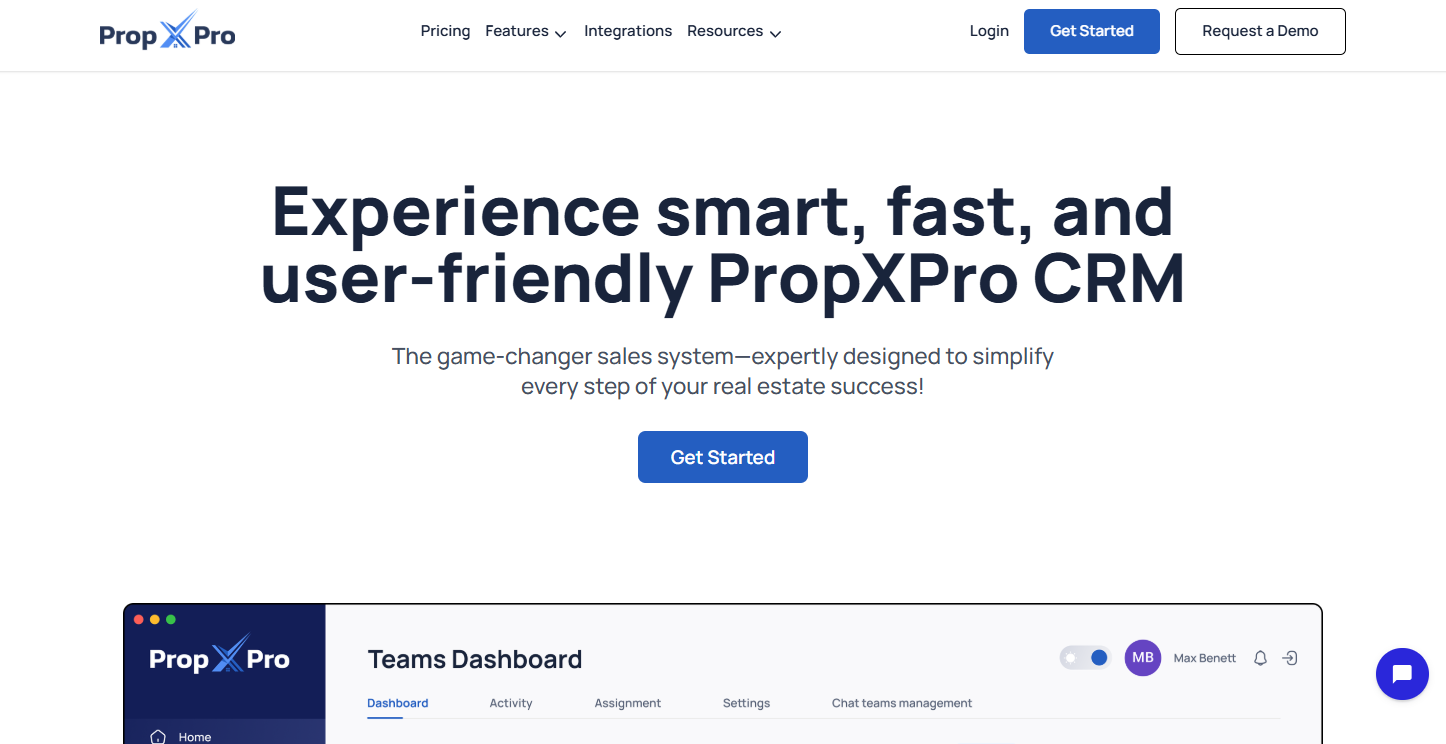 PropXPro
Pricing Features Integrations Resources
Login Get Started Request a Demo
Experience smart, fast, and
user-friendly PropXPro CRM
The game-changer sales system—expertly designed to simplify
every step of your real estate success!
Get Started
PropXPro
Teams Dashboard
MB Max Benett
Dashboard Activity Assignment Settings Chat teams management
Home